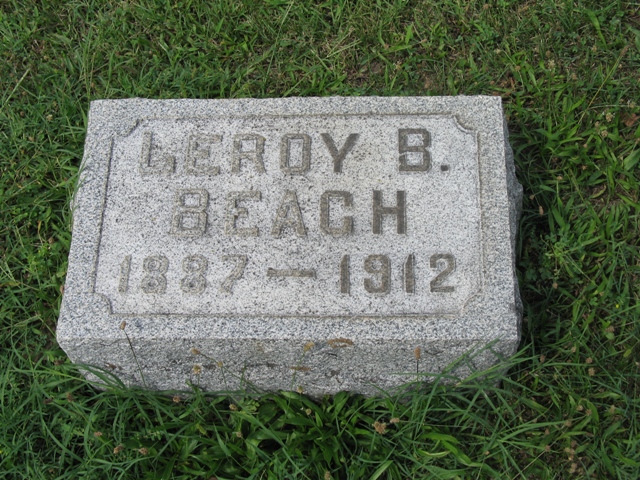 LEROY B.
BEACH
1887 — 1912